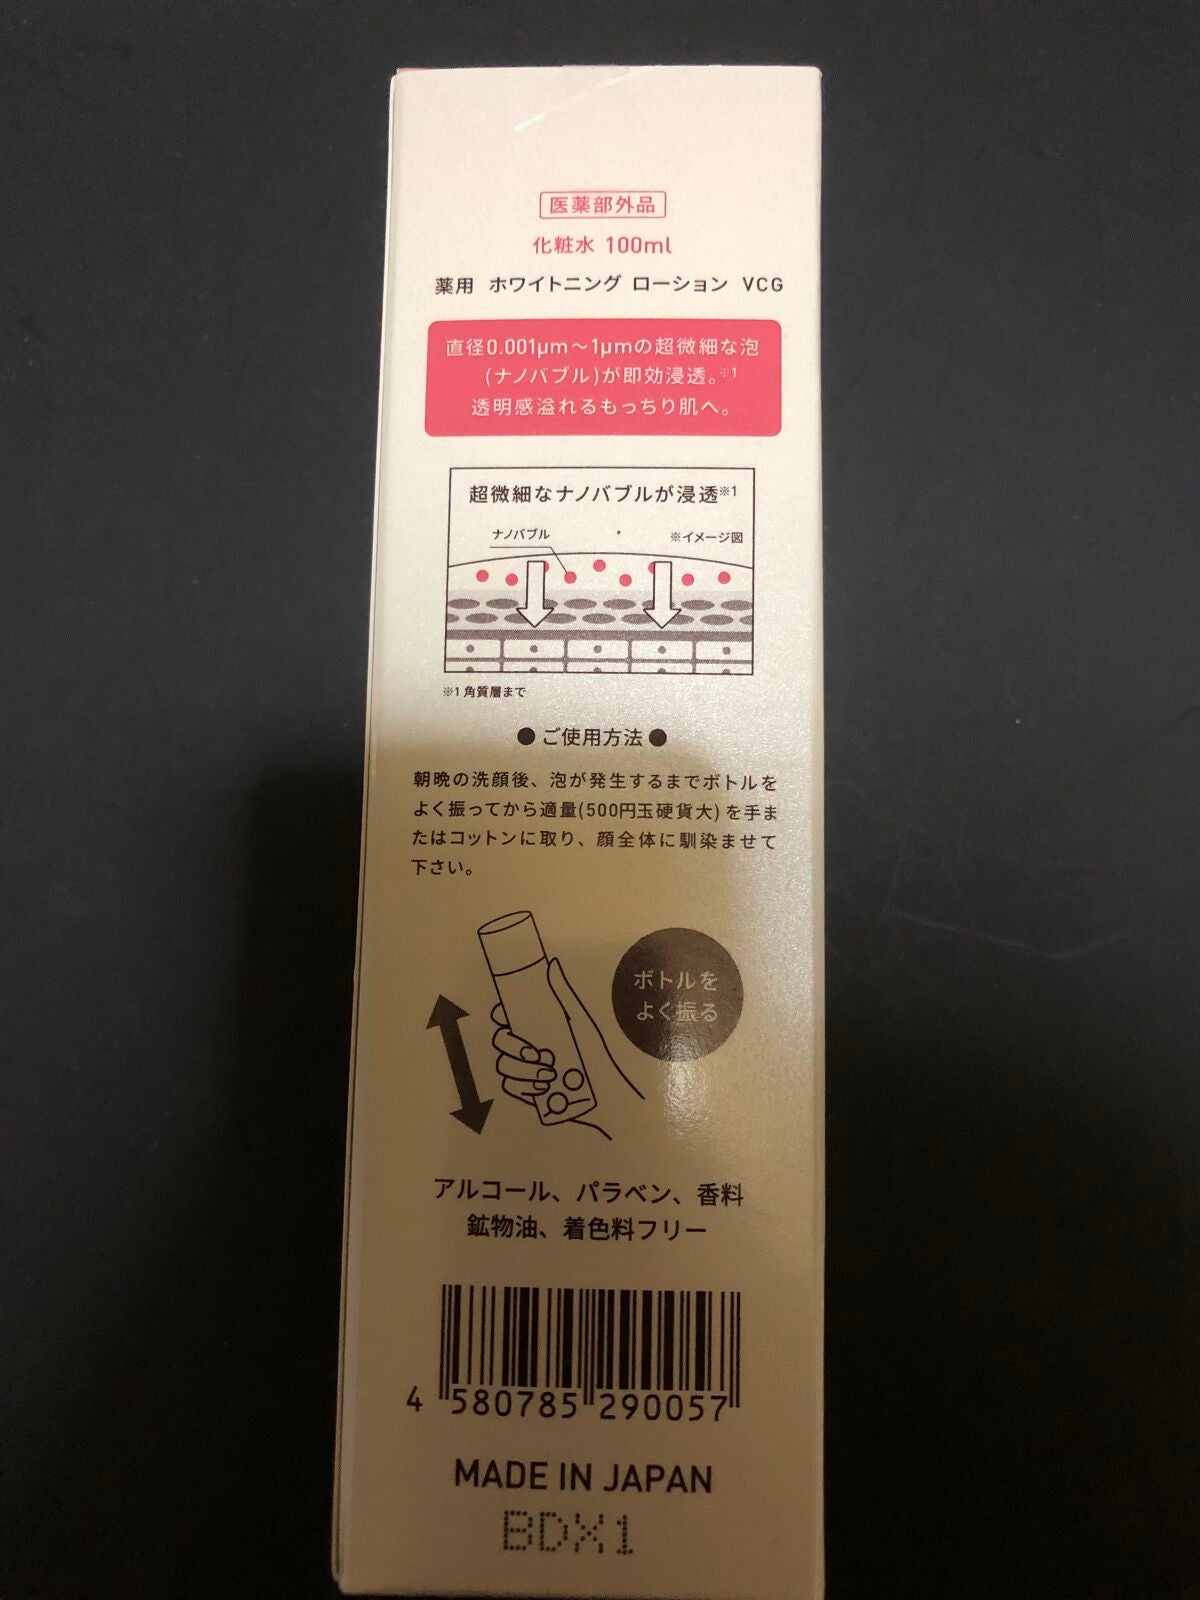 医薬部外品
化粧水 100ml
薬用 ホワイトニング ローション VCG
直径0.001μm～1μmの超微細な泡
(ナノバブル)が即効浸透。※1
透明感溢れるもっちり肌へ。
超微細なナノバブルが浸透※1
ナノバブル
※イメージ図
※1 角質層まで
● ご使用方法 ●
朝晩の洗顔後、泡が発生するまでボトルを
よく振ってから適量(500円玉硬貨大) を手ま
たはコットンに取り、顔全体に馴染ませて
下さい。
ボトルを
よく振る
アルコール、パラベン、香料
鉱物油、着色料フリー
4 580785 290057
MADE IN JAPAN
BDX1